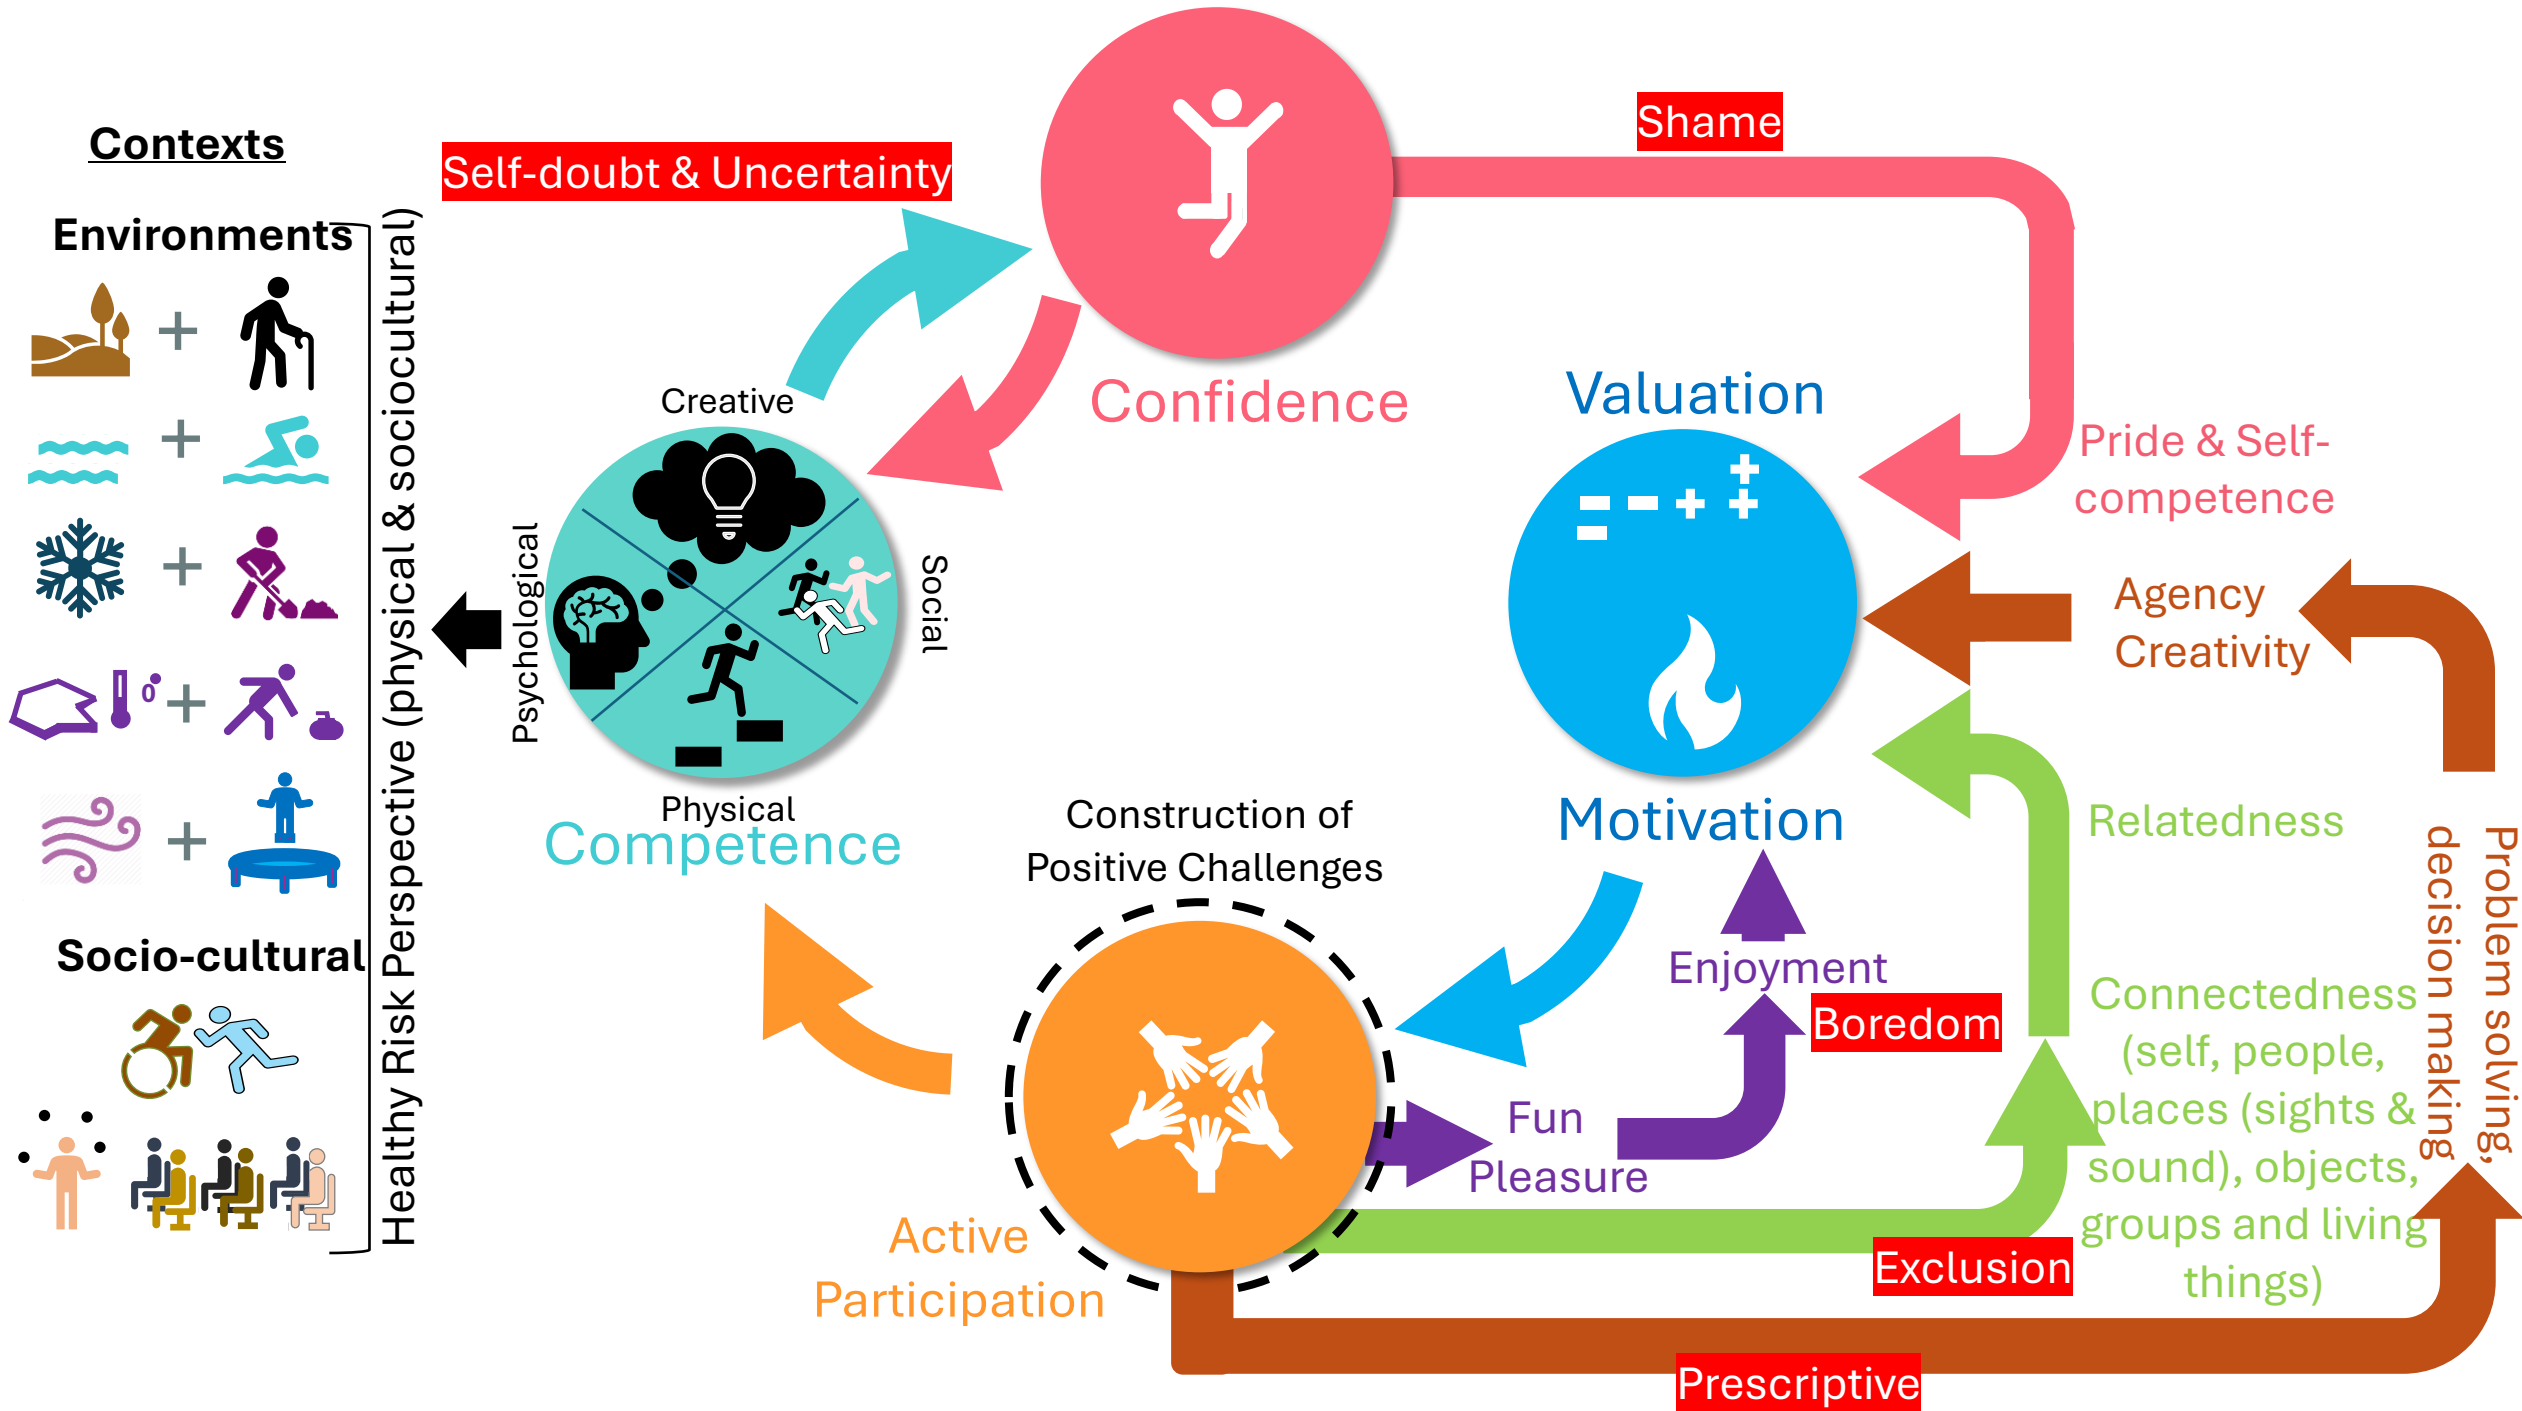 Contexts
Environments
0°
Socio-cultural
Healthy Risk Perspective (physical & sociocultural)
Self-doubt & Uncertainty
Creative
Psychological
Social
Physical
Competence
Confidence
Shame
Valuation
Motivation
Pride & Self-
competence
Agency
Creativity
Relatedness
Construction of
Positive Challenges
Active
Participation
Enjoyment
Boredom
Fun
Pleasure
Connectedness
(self, people,
places (sights &
sound), objects,
groups and living
things)
Exclusion
Problem solving,
decision making
Prescriptive